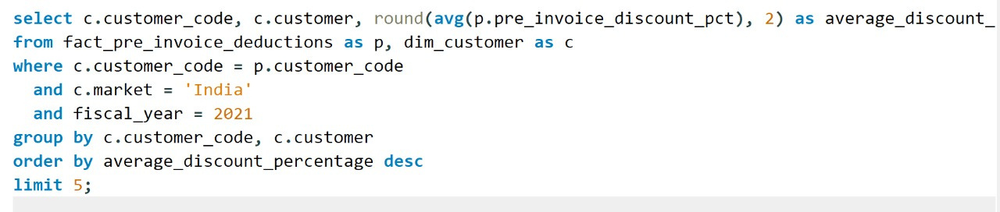 select c.customer_code, c.customer, round(avg(p.pre_invoice_discount_pct), 2) as average_discount_
from fact_pre_invoice_deductions as p, dim_customer as c
where c.customer_code = p.customer_code
and c.market = 'India'
and fiscal_year = 2021
group by c.customer_code, c.customer
order by average_discount_percentage desc
limit 5;